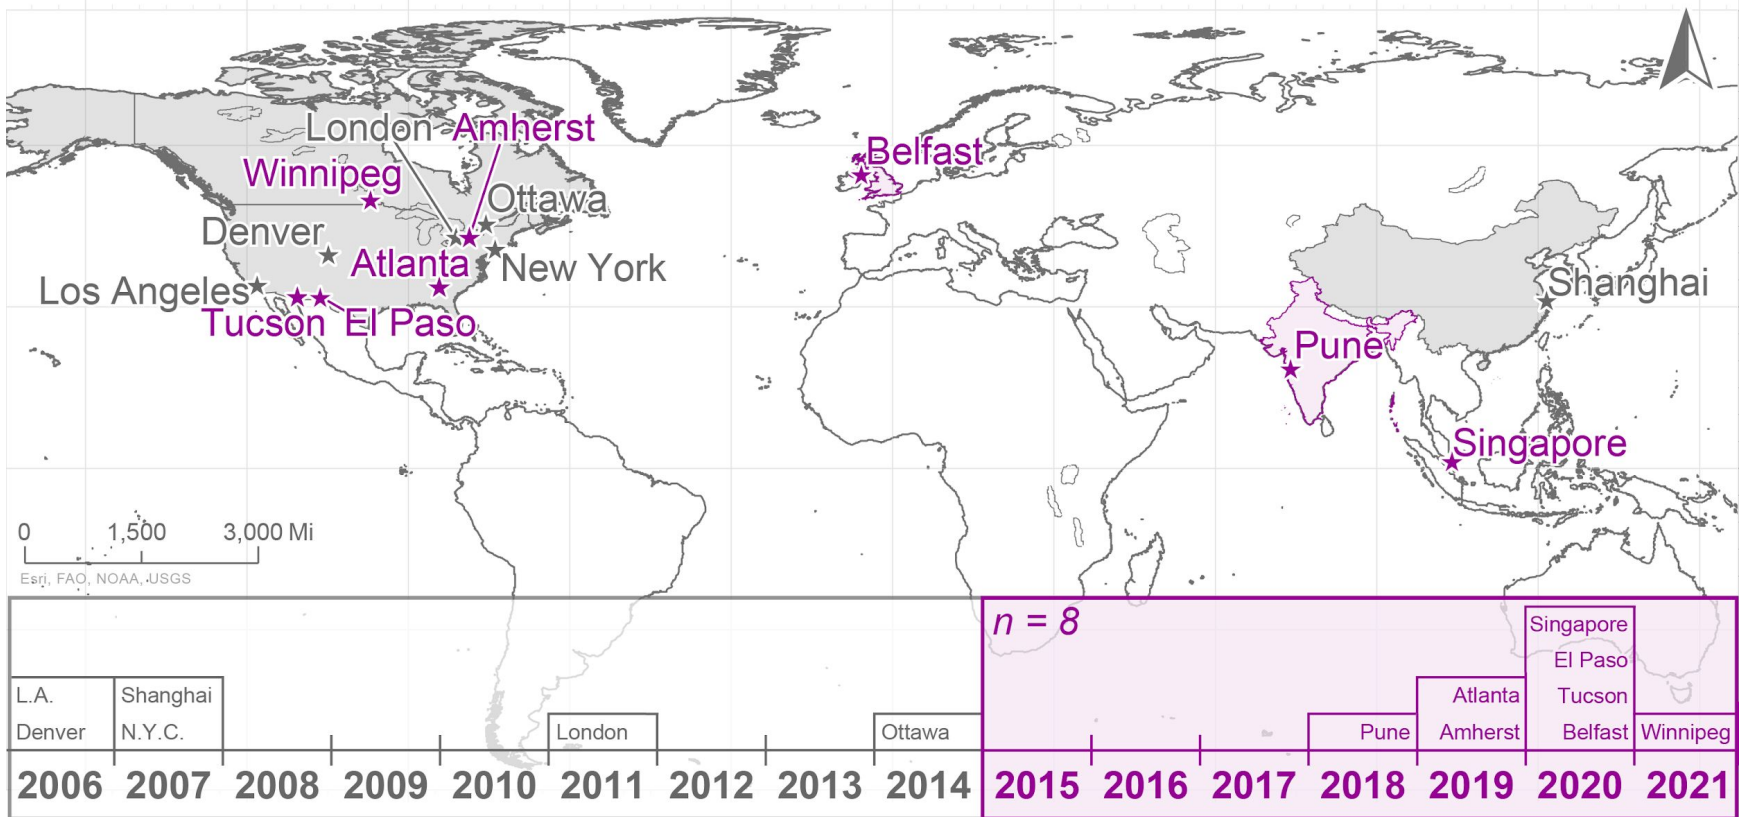 London
Amherst
Belfast
Winnipeg
Ottawa
Denver
Atlanta
New York
Los Angeles
Shanghai
Tucson
El Paso
Pune
Singapore
0 1,500 3,000 Mi
Esri, FAO, NOAA, USGS
n = 8
Singapore
El Paso
L.A.
Shanghai
Atlanta
Tucson
Denver
N.Y.C.
London
Ottawa
Pune
Amherst
Belfast
Winnipeg
2006 2007 2008 2009 2010 2011 2012 2013 2014 2015 2016 2017 2018 2019 2020 2021